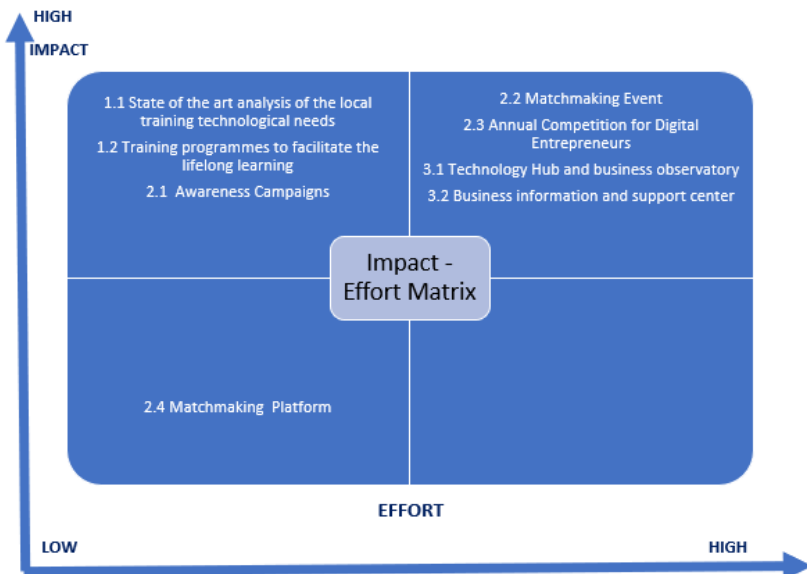 HIGH
IMPACT
1.1 State of the art analysis of the local
training technological needs
1.2 Training programmes to facilitate the
lifelong learning
2.1 Awareness Campaigns
2.2 Matchmaking Event
2.3 Annual Competition for Digital
Entrepreneurs
3.1 Technology Hub and business observatory
3.2 Business information and support center
Impact -
Effort Matrix
2.4 Matchmaking Platform
EFFORT
LOW
HIGH